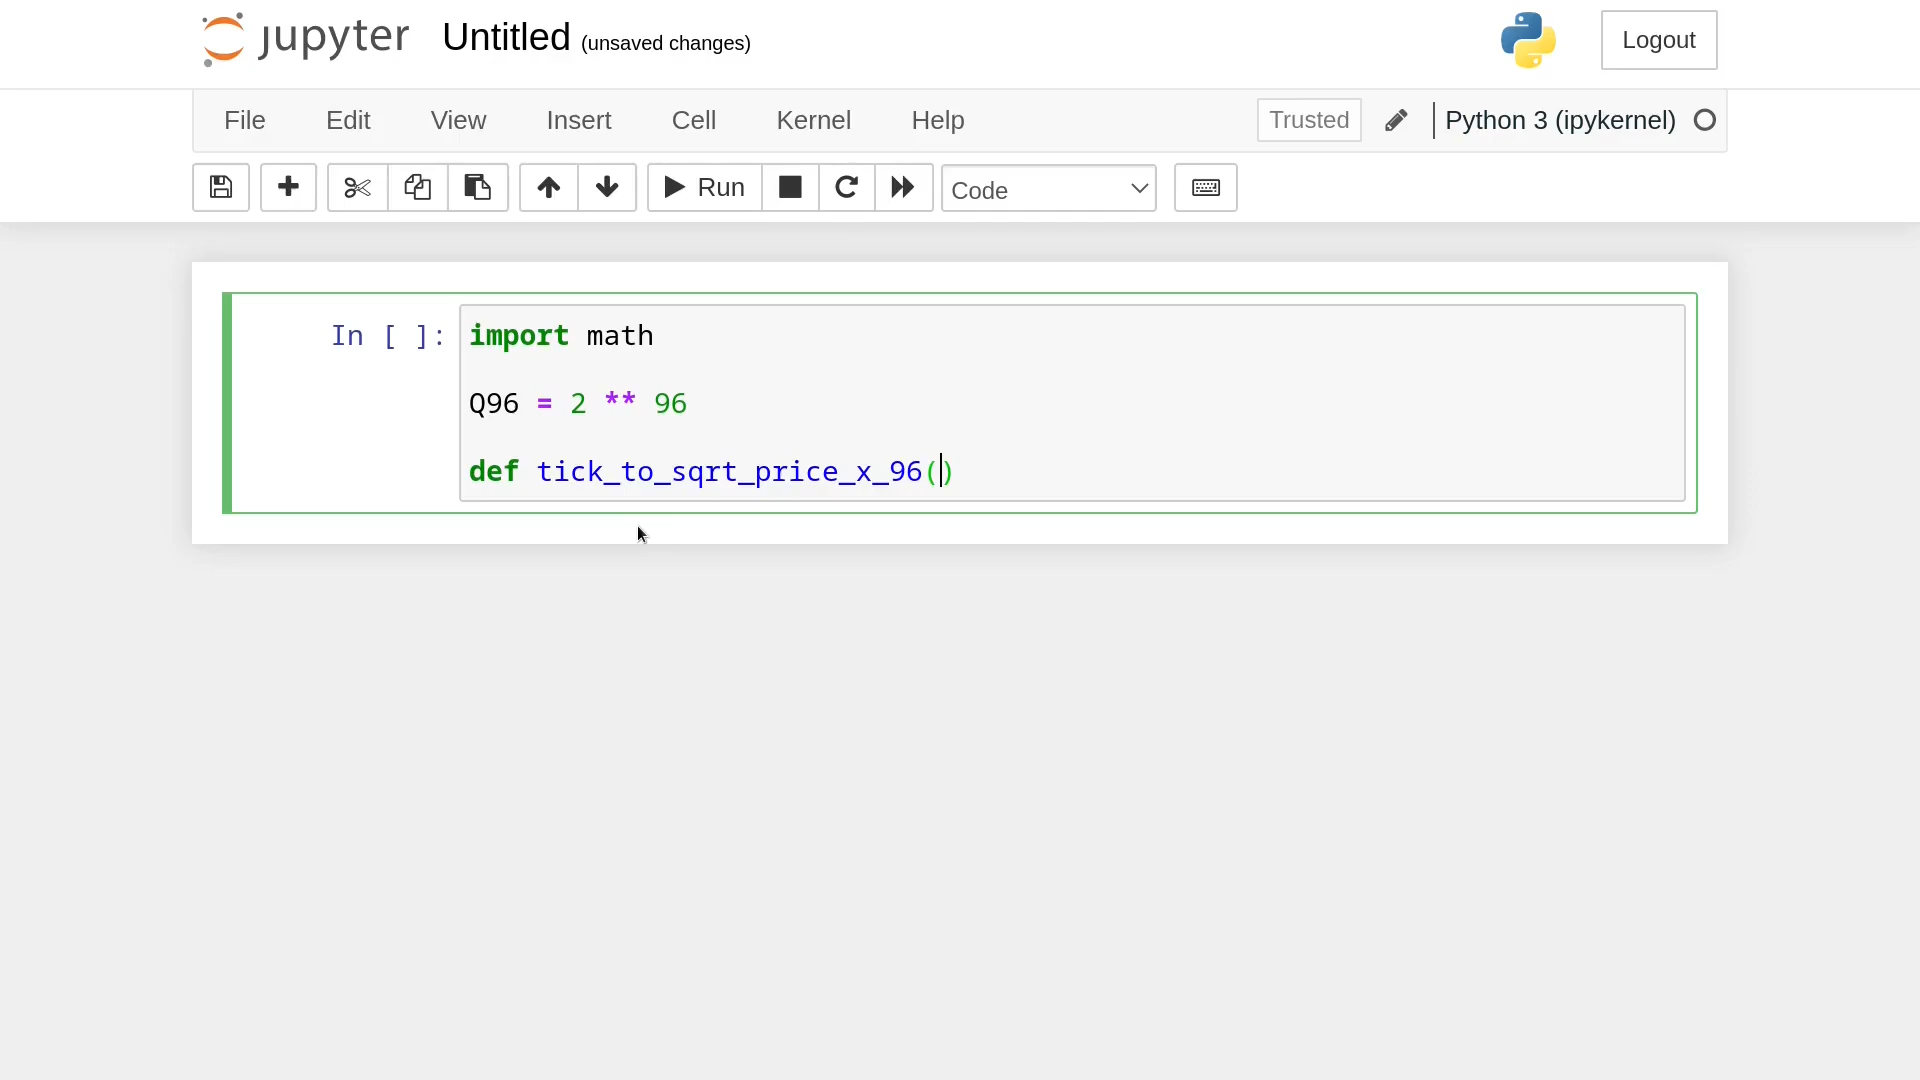 jupyter Untitled (unsaved changes) Logout
File Edit View Insert Cell Kernel Help Trusted Python 3 (ipykernel)
Run Code
In [ ]: import math
Q96 = 2 ** 96
def tick_to_sqrt_price_x_96()